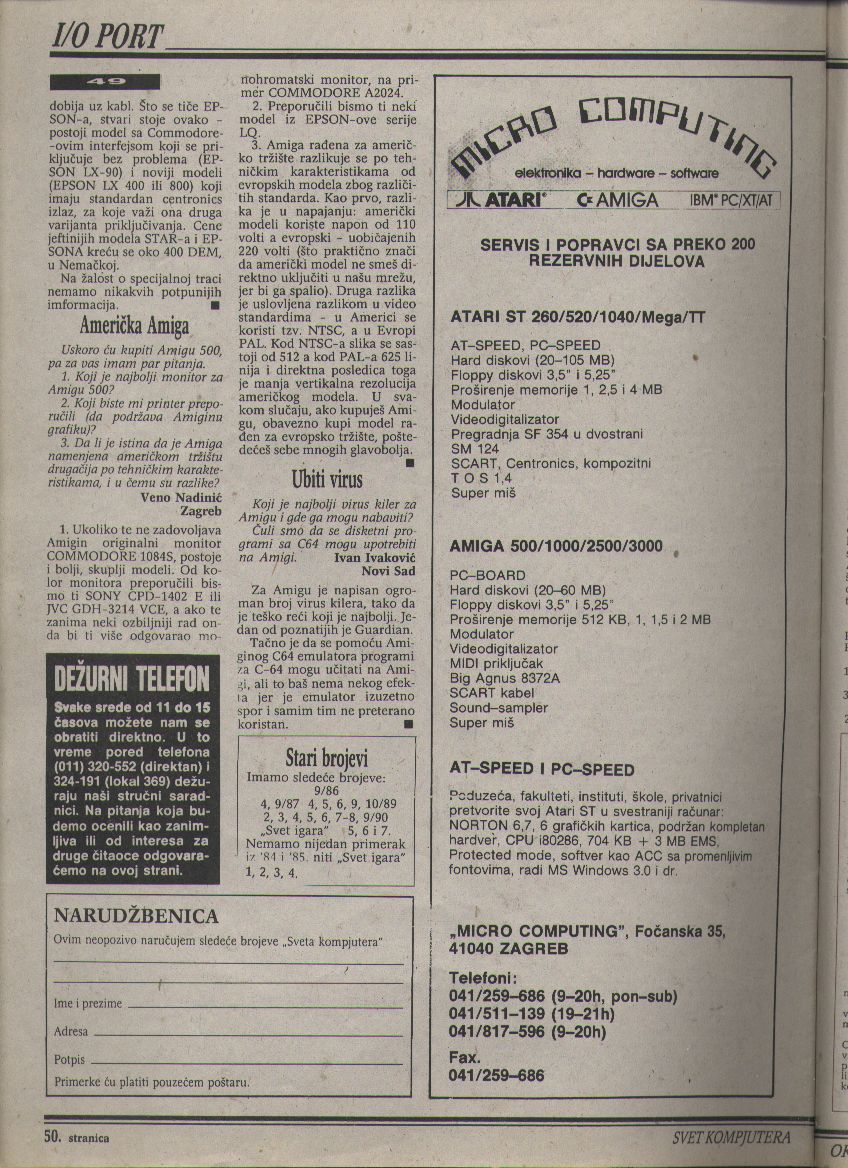 I/O PORT
49
dobija uz kabl. Što se tiče EP-
SON-a, stvari stoje ovako –
postoji model sa Commodore-
-ovim interfejsom koji se pri-
ključuje bez problema (EP-
SON LX-90) i noviji modeli
(EPSON LX 400 ili 800) koji
imaju standardan centronics
izlaz, za koje važi ona druga
varijanta priključivanja. Cene
jeftinijih modela STAR-a i EP-
SONA kreću se oko 400 DEM,
u Nemačkoj.
Na žalost o specijalnoj traci
nemamo nikakvih potpunijih
imformacija.
Američka Amiga
Uskoro ću kupiti Amigu 500,
pa za vas imam par pitanja.
1. Koji je najbolji monitor za
Amigu 500?
2. Koji biste mi printer prepo-
ručili (da podržava Amiginu
grafiku)?
3. Da li je istina da je Amiga
namenjena američkom tržištu
drugačija po tehničkim karakte-
ristikama, i u čemu su razlike?
Veno Nadinić
Zagreb
1. Ukoliko te ne zadovoljava
Amigin originalni monitor
COMMODORE 1084S, postoje
i bolji, skuplji modeli. Od ko-
lor monitora preporučili bis-
mo ti SONY CPD-1402 E ili
JVC GDH-3214 VCE, a ako te
zanima neki ozbiljniji rad on-
da bi ti više odgovarao mo-
DEŽURNI TELEFON
Svake srede od 11 do 15
časova možete nam se
obratiti direktno. U to
vreme pored telefona
(011) 320-552 (direktan) i
324-191 (lokal 369) dežu-
raju naši stručni sarad-
nici. Na pitanja koja bu-
demo ocenili kao zanim-
ljiva ili od interesa za
druge čitaoce odgovara-
ćemo na ovoj strani.
nohromatski monitor, na pri-
mer COMMODORE A2024.
2. Preporučili bismo ti neki
model iz EPSON-ove serije
LQ.
3. Amiga rađena za američ-
ko tržište razlikuje se po teh-
ničkim karakteristikama od
evropskih modela zbog različi-
tih standarda. Kao prvo, razli-
ka je u napajanju: američki
modeli koriste napon od 110
volti a evropski – uobičajenih
220 volti (što praktično znači
da američki model ne smeš di-
rektno uključiti u našu mrežu,
jer bi ga spalio). Druga razlika
je uslovljena razlikom u video
standardima – u Americi se
koristi tzv. NTSC, a u Evropi
PAL. Kod NTSC-a slika se sas-
toji od 512 a kod PAL-a 625 li-
nija i direktna posledica toga
je manja vertikalna rezolucija
američkog modela. U sva-
kom slučaju, ako kupuješ Ami-
gu, obavezno kupi model ra-
đen za evropsko tržište, pošte-
dećeš sebe mnogih glavobolja.
Ubiti virus
Koji je najbolji virus kiler za
Amigu i gde ga mogu nabaviti?
Čuli smo da se disketni pro-
grami sa C64 mogu upotrebiti
na Amigi. Ivan Ivaković
Novi Sad
Za Amigu je napisan ogro-
man broj virus kilera, tako da
je teško reći koji je najbolji. Je-
dan od poznatijih je Guardian.
Tačno je da se pomoću Ami-
ginog C64 emulatora programi
za C-64 mogu učitati na Ami-
gi, ali to baš nema nekog efek-
ta jer je emulator izuzetno
spor i samim tim ne preterano
koristan.
Stari brojevi
Imamo sledeće brojeve:
9/86
4, 9/87 4, 5, 6, 9, 10/89
2, 3, 4, 5, 6, 7–8, 9/90
„Svet igara” 5, 6 i 7.
Nemamo nijedan primerak
iz '84 i '85. niti „Svet igara”
1, 2, 3, 4.
NARUDŽBENICA
Ovim neopozivo naručujem sledeće brojeve „Sveta kompjutera”
Ime i prezime
Adresa
Potpis
Primerke ću platiti pouzećem poštaru.
MICRO COMPUTING
elektronika – hardware – software
ATARI® AMIGA IBM® PC/XT/AT
SERVIS I POPRAVCI SA PREKO 200
REZERVNIH DIJELOVA
ATARI ST 260/520/1040/Mega/TT
AT–SPEED, PC–SPEED
Hard diskovi (20–105 MB)
Floppy diskovi 3,5" i 5,25"
Proširenje memorije 1, 2,5 i 4 MB
Modulator
Videodigitalizator
Pregradnja SF 354 u dvostrani
SM 124
SCART, Centronics, kompozitni
T O S 1,4
Super miš
AMIGA 500/1000/2500/3000
PC–BOARD
Hard diskovi (20–60 MB)
Floppy diskovi 3,5" i 5,25"
Proširenje memorije 512 KB, 1, 1,5 i 2 MB
Modulator
Videodigitalizator
MIDI priključak
Big Agnus 8372A
SCART kabel
Sound–sampler
Super miš
AT–SPEED I PC–SPEED
Poduzeća, fakulteti, instituti, škole, privatnici
pretvorite svoj Atari ST u svestraniji računar:
NORTON 6,7, 6 grafičkih kartica, podržan kompletan
hardver, CPU i80286, 704 KB + 3 MB EMS,
Protected mode, softver kao ACC sa promenljivim
fontovima, radi MS Windows 3.0 i dr.
„MICRO COMPUTING”, Fočanska 35,
41040 ZAGREB
Telefoni:
041/259–686 (9–20h, pon–sub)
041/511–139 (19–21h)
041/817–596 (9–20h)
Fax.
041/259–686
50. stranica
SVET KOMPJUTERA